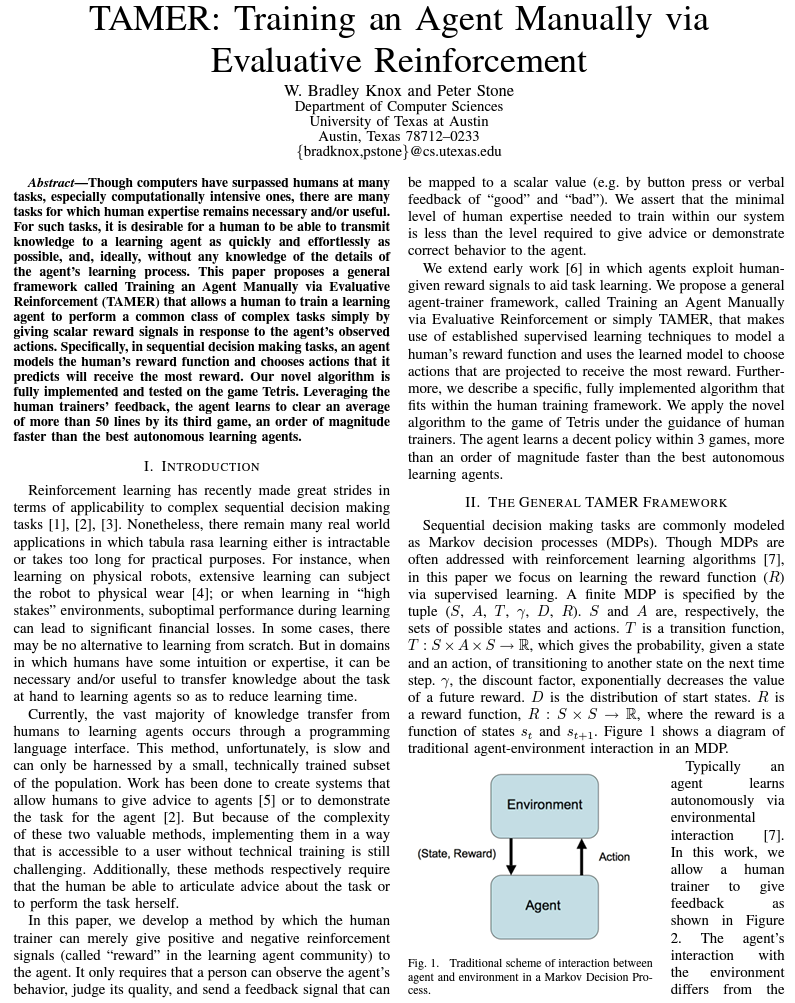 TAMER: Training an Agent Manually via
Evaluative Reinforcement
W. Bradley Knox and Peter Stone
Department of Computer Sciences
University of Texas at Austin
Austin, Texas 78712–0233
{bradknox,pstone}@cs.utexas.edu
Abstract—Though computers have surpassed humans at many
tasks, especially computationally intensive ones, there are many
tasks for which human expertise remains necessary and/or useful.
For such tasks, it is desirable for a human to be able to transmit
knowledge to a learning agent as quickly and effortlessly as
possible, and, ideally, without any knowledge of the details of
the agent's learning process. This paper proposes a general
framework called Training an Agent Manually via Evaluative
Reinforcement (TAMER) that allows a human to train a learning
agent to perform a common class of complex tasks simply by
giving scalar reward signals in response to the agent's observed
actions. Specifically, in sequential decision making tasks, an agent
models the human's reward function and chooses actions that it
predicts will receive the most reward. Our novel algorithm is
fully implemented and tested on the game Tetris. Leveraging the
human trainers' feedback, the agent learns to clear an average
of more than 50 lines by its third game, an order of magnitude
faster than the best autonomous learning agents.
I. INTRODUCTION
Reinforcement learning has recently made great strides in
terms of applicability to complex sequential decision making
tasks [1], [2], [3]. Nonetheless, there remain many real world
applications in which tabula rasa learning either is intractable
or takes too long for practical purposes. For instance, when
learning on physical robots, extensive learning can subject
the robot to physical wear [4]; or when learning in “high
stakes” environments, suboptimal performance during learning
can lead to significant financial losses. In some cases, there
may be no alternative to learning from scratch. But in domains
in which humans have some intuition or expertise, it can be
necessary and/or useful to transfer knowledge about the task
at hand to learning agents so as to reduce learning time.
Currently, the vast majority of knowledge transfer from
humans to learning agents occurs through a programming
language interface. This method, unfortunately, is slow and
can only be harnessed by a small, technically trained subset
of the population. Work has been done to create systems that
allow humans to give advice to agents [5] or to demonstrate
the task for the agent [2]. But because of the complexity
of these two valuable methods, implementing them in a way
that is accessible to a user without technical training is still
challenging. Additionally, these methods respectively require
that the human be able to articulate advice about the task or
to perform the task herself.
In this paper, we develop a method by which the human
trainer can merely give positive and negative reinforcement
signals (called “reward” in the learning agent community) to
the agent. It only requires that a person can observe the agent's
behavior, judge its quality, and send a feedback signal that can
be mapped to a scalar value (e.g. by button press or verbal
feedback of “good” and “bad”). We assert that the minimal
level of human expertise needed to train within our system
is less than the level required to give advice or demonstrate
correct behavior to the agent.
We extend early work [6] in which agents exploit human-
given reward signals to aid task learning. We propose a general
agent-trainer framework, called Training an Agent Manually
via Evaluative Reinforcement or simply TAMER, that makes
use of established supervised learning techniques to model a
human's reward function and uses the learned model to choose
actions that are projected to receive the most reward. Further-
more, we describe a specific, fully implemented algorithm that
fits within the human training framework. We apply the novel
algorithm to the game of Tetris under the guidance of human
trainers. The agent learns a decent policy within 3 games, more
than an order of magnitude faster than the best autonomous
learning agents.
II. THE GENERAL TAMER FRAMEWORK
Sequential decision making tasks are commonly modeled
as Markov decision processes (MDPs). Though MDPs are
often addressed with reinforcement learning algorithms [7],
in this paper we focus on learning the reward function (R)
via supervised learning. A finite MDP is specified by the
tuple (S, A, T, γ, D, R). S and A are, respectively, the
sets of possible states and actions. T is a transition function,
T : S × A × S → ℝ, which gives the probability, given a state
and an action, of transitioning to another state on the next time
step. γ, the discount factor, exponentially decreases the value
of a future reward. D is the distribution of start states. R is
a reward function, R : S × S → ℝ, where the reward is a
function of states s_t and s_{t+1}. Figure 1 shows a diagram of
traditional agent-environment interaction in an MDP.
Environment
(State, Reward)
Action
Agent
Fig. 1. Traditional scheme of interaction between
agent and environment in a Markov Decision Pro-
cess.
Typically an
agent learns
autonomously via
environmental
interaction [7].
In this work, we
allow a human
trainer to give
feedback as
shown in Figure
2. The agent's
interaction with
the environment
differs from the